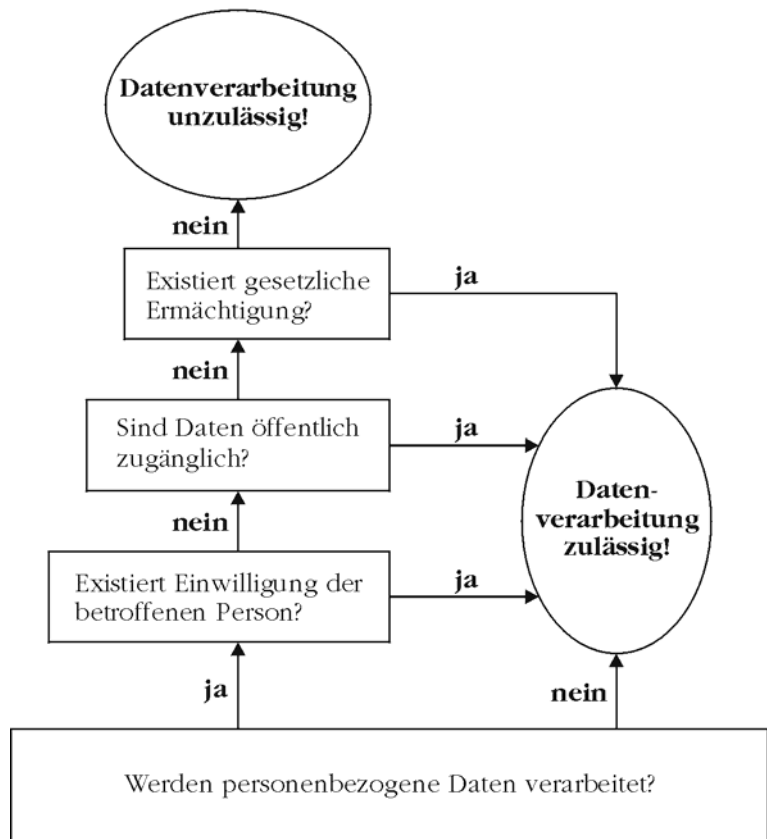 Datenverarbeitung
unzulässig!
nein
Existiert gesetzliche
Ermächtigung?
ja
nein
Sind Daten öffentlich
zugänglich?
ja
Daten-
verarbeitung
zulässig!
nein
Existiert Einwilligung der
betroffenen Person?
ja
ja
nein
Werden personenbezogene Daten verarbeitet?